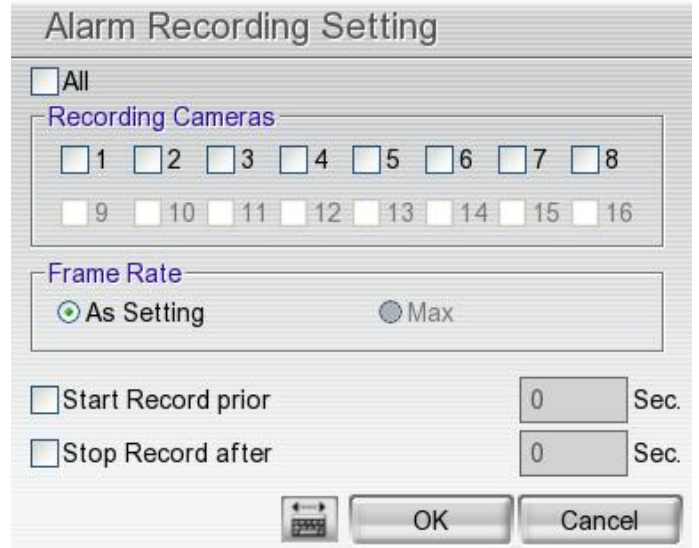 Alarm Recording Setting
All
Recording Cameras
1 2 3 4 5 6 7 8
9 10 11 12 13 14 15 16
Frame Rate
As Setting Max
Start Record prior 0 Sec.
Stop Record after 0 Sec.
OK Cancel